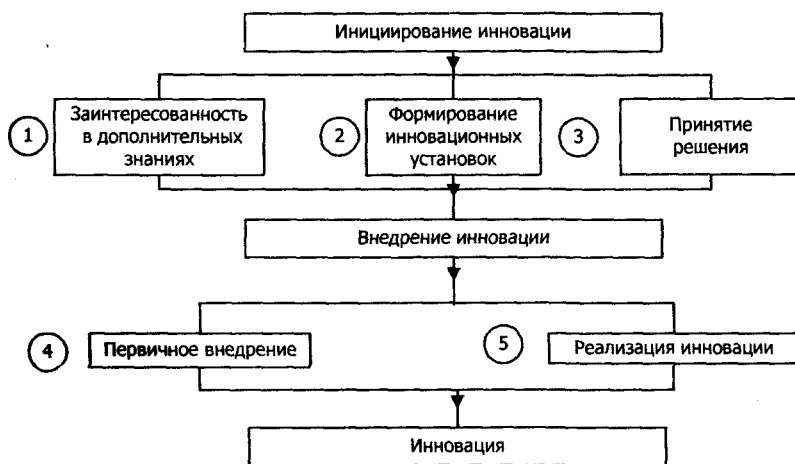 Инициирование инновации
1
Заинтересованность
в дополнительных
знаниях
2
Формирование
инновационных
установок
3
Принятие
решения
Внедрение инновации
4
Первичное внедрение
5
Реализация инновации
Инновация